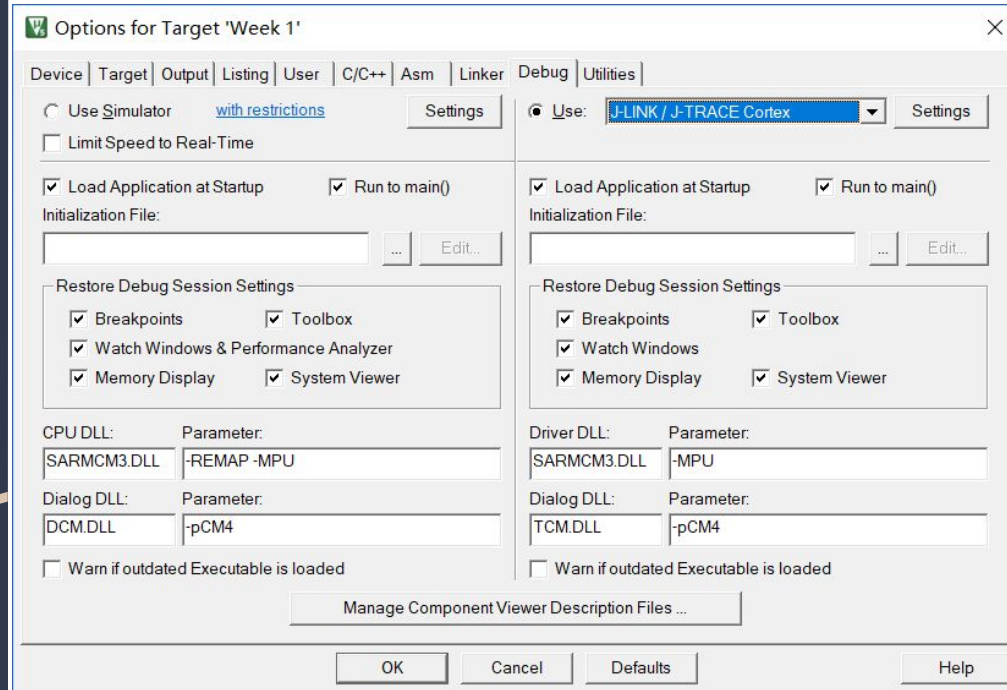 Options for Target 'Week 1'
Device Target Output Listing User C/C++ Asm Linker Debug Utilities
Use Simulator with restrictions Settings
Limit Speed to Real-Time
Use: J-LINK / J-TRACE Cortex Settings
Load Application at Startup Run to main()
Initialization File:
... Edit...
Restore Debug Session Settings
Breakpoints Toolbox
Watch Windows & Performance Analyzer
Memory Display System Viewer
CPU DLL: Parameter:
SARMCM3.DLL -REMAP -MPU
Dialog DLL: Parameter:
DCM.DLL -pCM4
Warn if outdated Executable is loaded
Load Application at Startup Run to main()
Initialization File:
... Edit...
Restore Debug Session Settings
Breakpoints Toolbox
Watch Windows
Memory Display System Viewer
Driver DLL: Parameter:
SARMCM3.DLL -MPU
Dialog DLL: Parameter:
TCM.DLL -pCM4
Warn if outdated Executable is loaded
Manage Component Viewer Description Files ...
OK Cancel Defaults Help